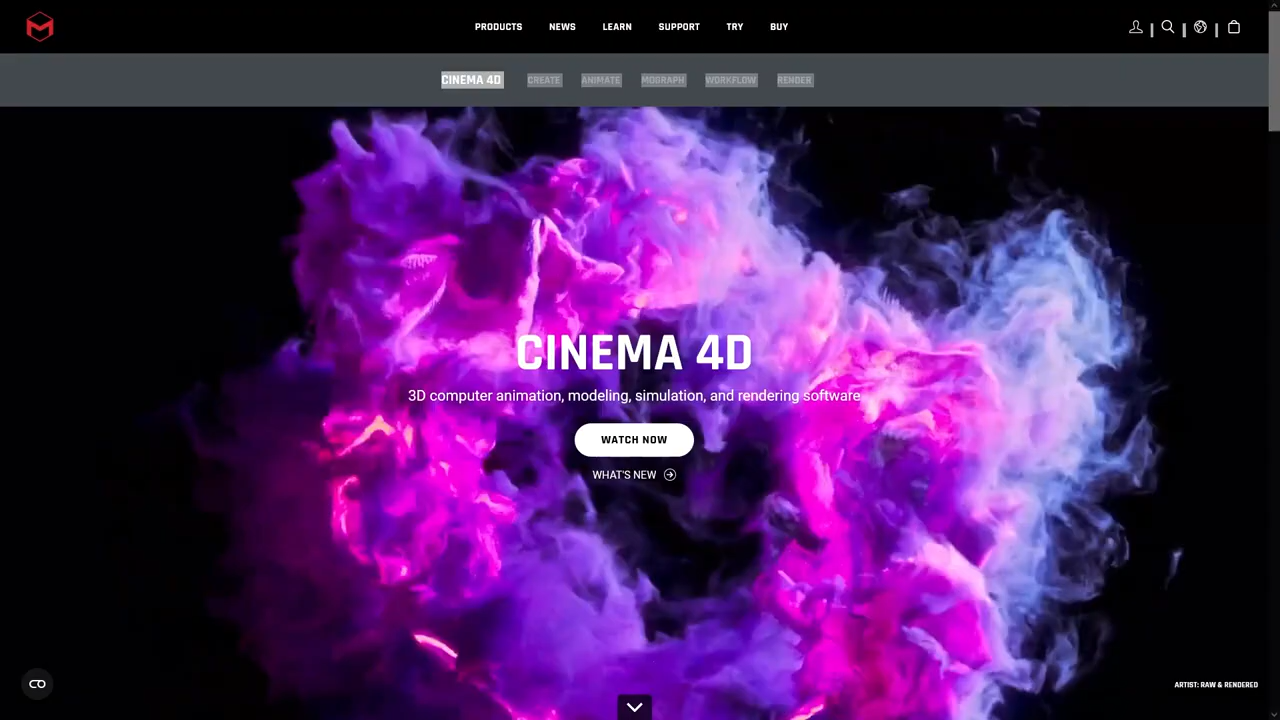 PRODUCTS NEWS LEARN SUPPORT TRY BUY
CINEMA 4D CREATE ANIMATE MOGRAPH WORKFLOW RENDER
CINEMA 4D
3D computer animation, modeling, simulation, and rendering software
WATCH NOW
WHAT'S NEW
ARTIST: RAW & RENDERED